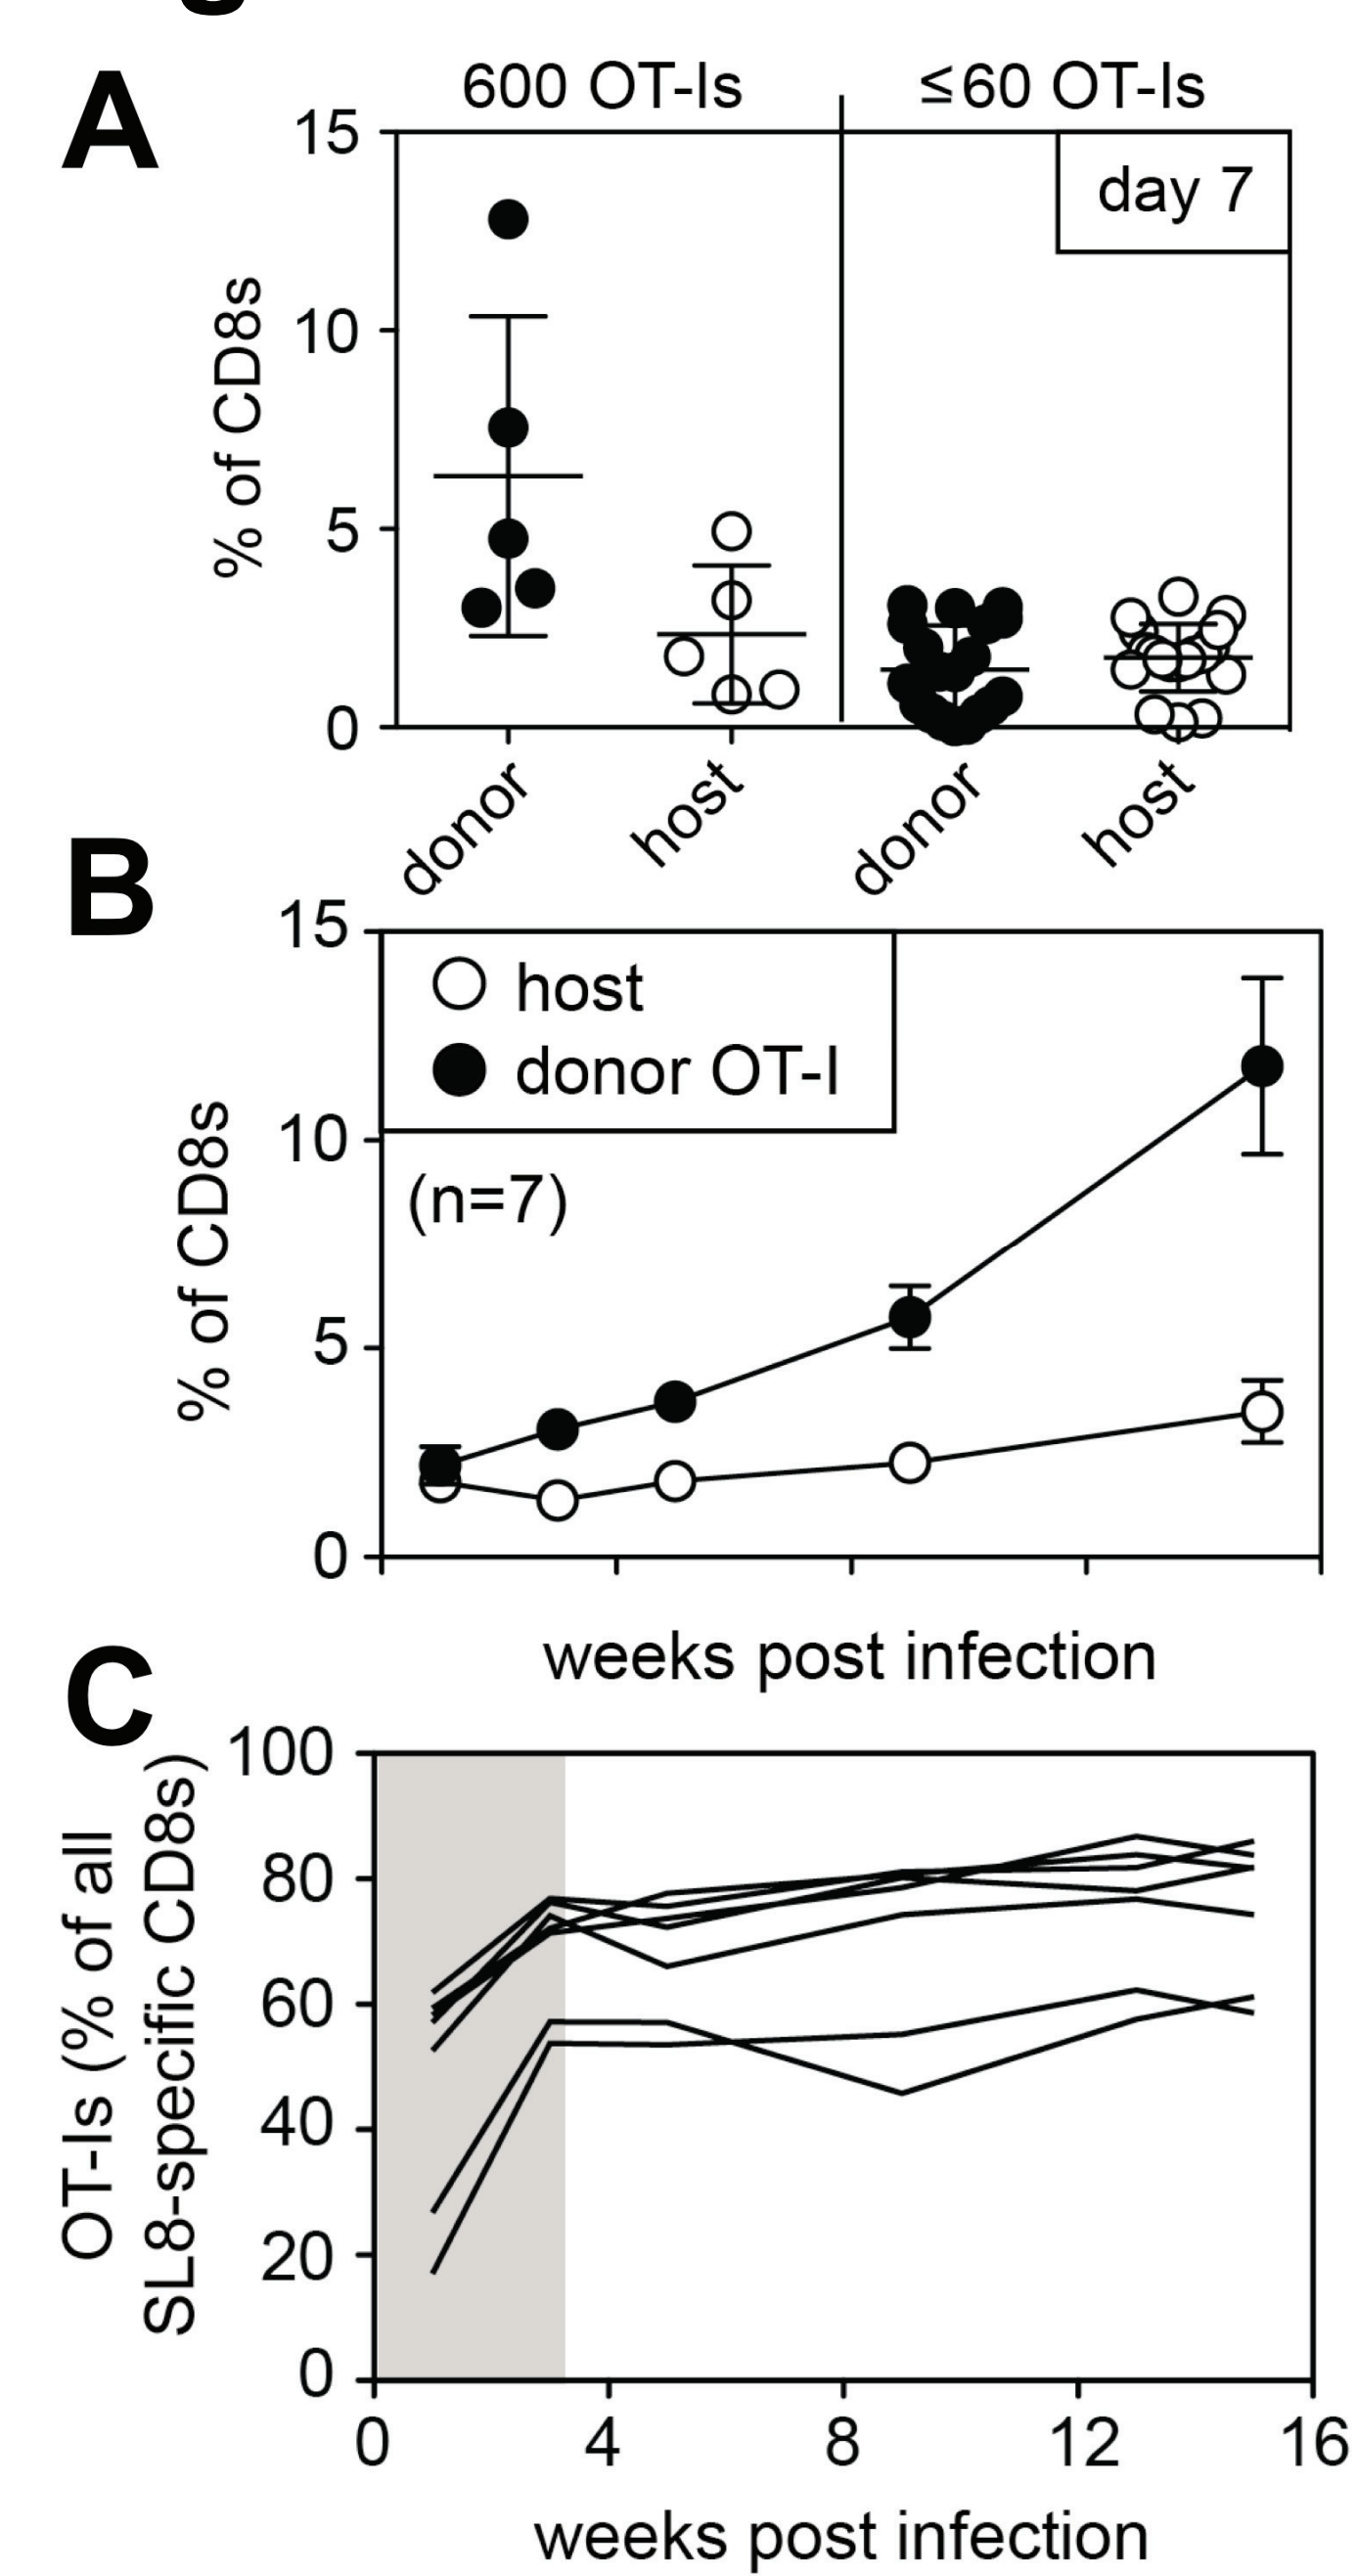 A
600 OT-Is
≤60 OT-Is
15
10
5
0
% of CD8s
day 7
donor
host
donor
host
B
15
10
5
0
% of CD8s
host
donor OT-I
(n=7)
weeks post infection
C
100
80
60
40
20
0
OT-Is (% of all
SL8-specific CD8s)
0 4 8 12 16
weeks post infection